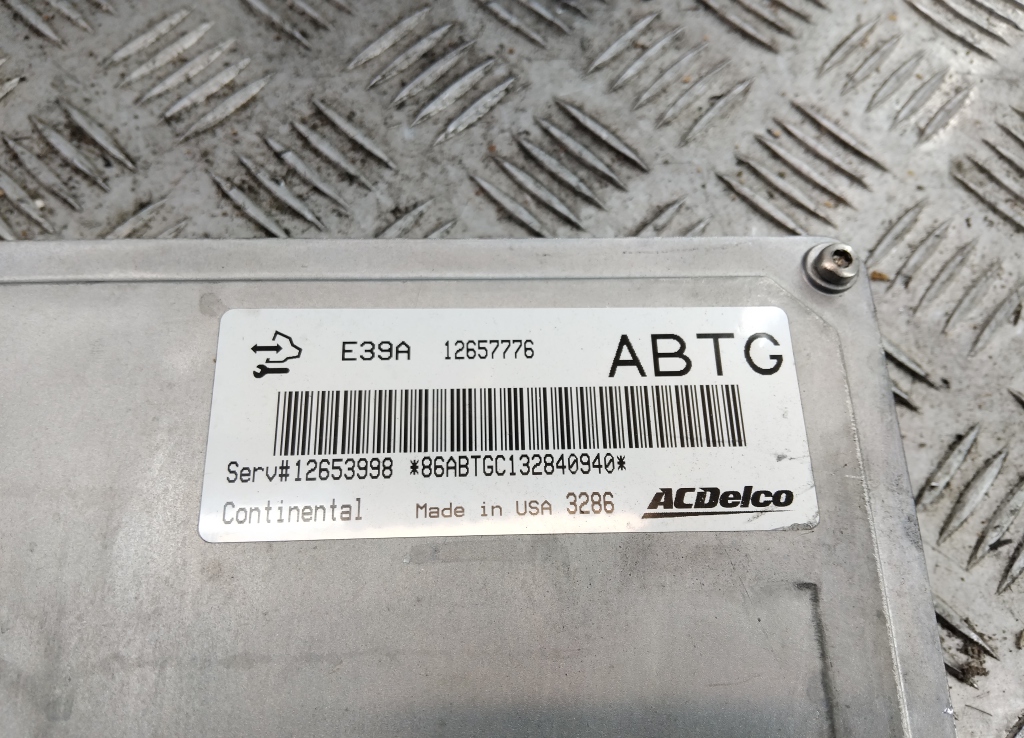 E39A 12657776 ABTG
Serv#12653998 *86ABTGC132840940*
Continental Made in USA 3286 ACDelco